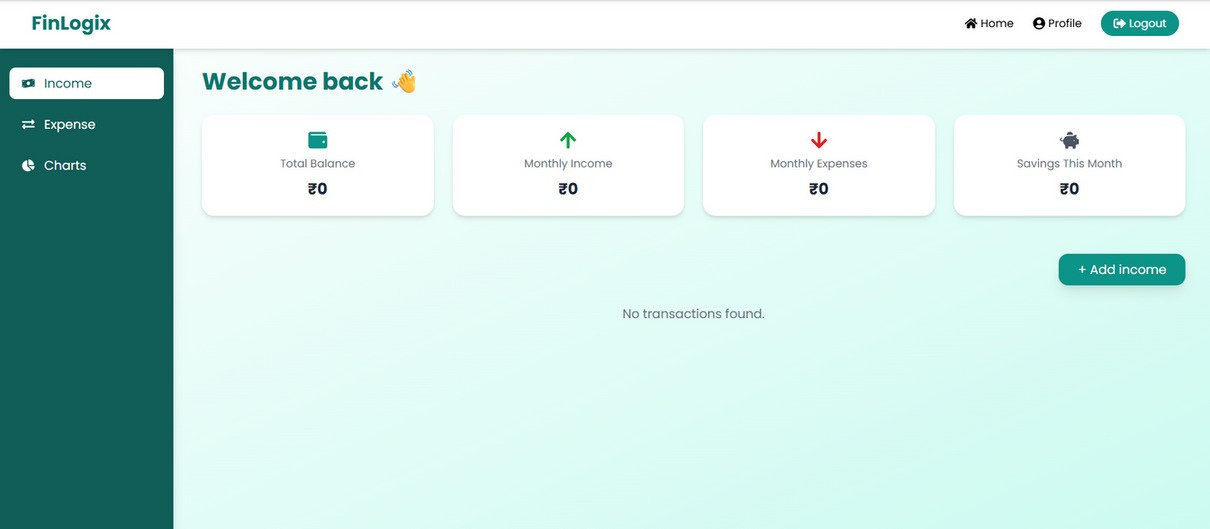 FinLogix
Home Profile Logout
Income
Expense
Charts
Welcome back 👋
Total Balance
₹0
Monthly Income
₹0
Monthly Expenses
₹0
Savings This Month
₹0
+ Add income
No transactions found.